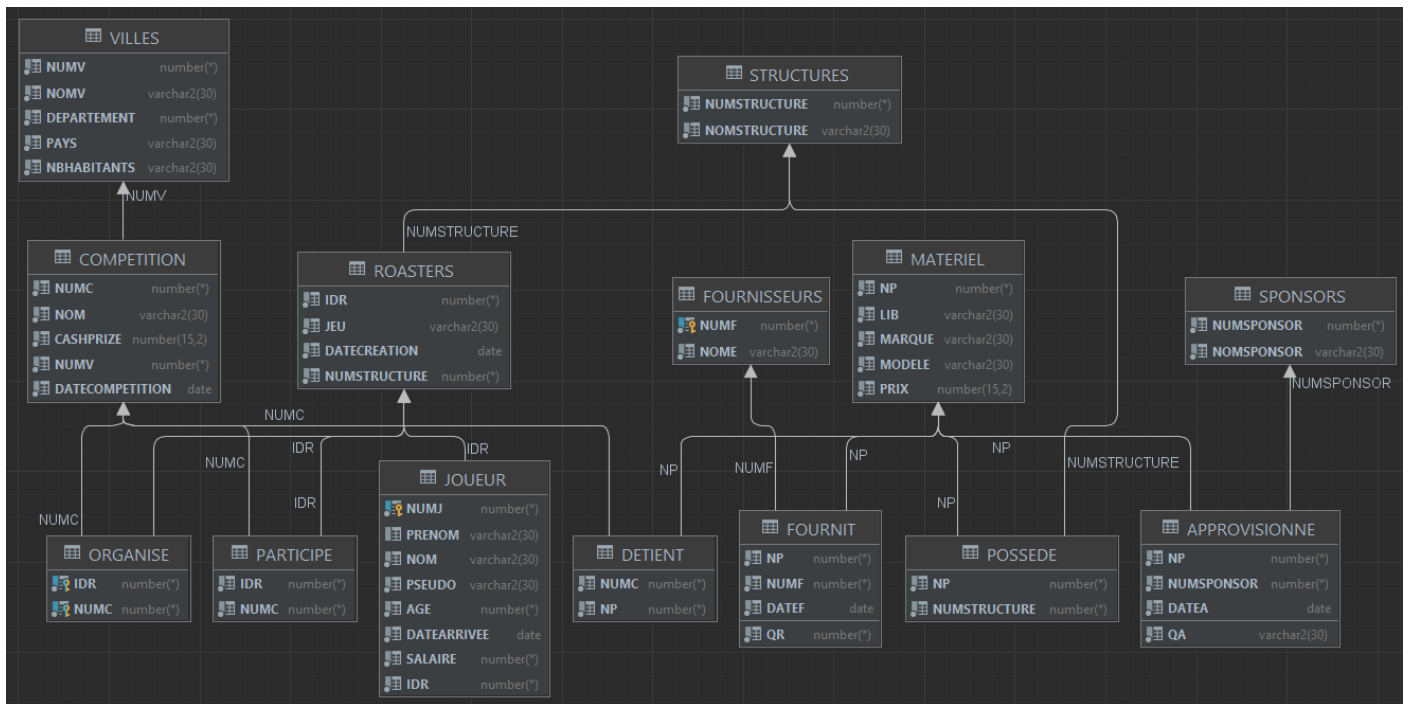 VILLES
NUMV number(*)
NOMV varchar2(30)
DEPARTEMENT number(*)
PAYS varchar2(30)
NBHABITANTS varchar2(30)
STRUCTURES
NUMSTRUCTURE number(*)
NOMSTRUCTURE varchar2(30)
NUMV
NUMSTRUCTURE
COMPETITION
NUMC number(*)
NOM varchar2(30)
CASHPRIZE number(15,2)
NUMV number(*)
DATECOMPETITION date
ROASTERS
IDR number(*)
JEU varchar2(30)
DATECREATION date
NUMSTRUCTURE number(*)
FOURNISSEURS
NUMF number(*)
NOME varchar2(30)
MATERIEL
NP number(*)
LIB varchar2(30)
MARQUE varchar2(30)
MODELE varchar2(30)
PRIX number(15,2)
SPONSORS
NUMSPONSOR number(*)
NOMSPONSOR varchar2(30)
NUMSPONSOR
NUMC
IDR
IDR
NUMC
NP
NUMF
NP
NP
NUMSTRUCTURE
IDR
NP
NUMC
ORGANISE
IDR number(*)
NUMC number(*)
PARTICIPE
IDR number(*)
NUMC number(*)
JOUEUR
NUMJ number(*)
PRENOM varchar2(30)
NOM varchar2(30)
PSEUDO varchar2(30)
AGE number(*)
DATEARRIVEE date
SALAIRE number(*)
IDR number(*)
DETIENT
NUMC number(*)
NP number(*)
FOURNIT
NP number(*)
NUMF number(*)
DATEF date
QR number(*)
POSSEDE
NP number(*)
NUMSTRUCTURE number(*)
APPROVISIONNE
NP number(*)
NUMSPONSOR number(*)
DATEA date
QA varchar2(30)